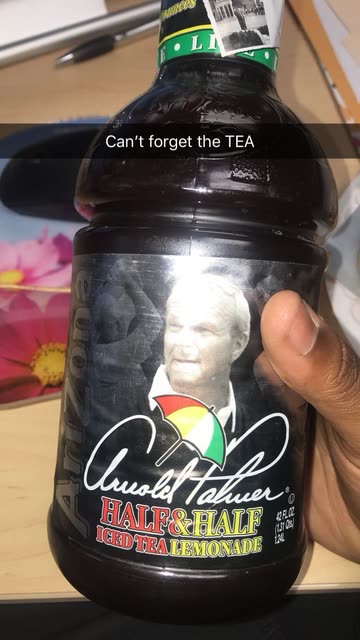 LITE
Can't forget the TEA
Arizona
Arnold Palmer®
HALF&HALF
ICED TEA LEMONADE
42 FL OZ
(1.31 Qts)
1.24L